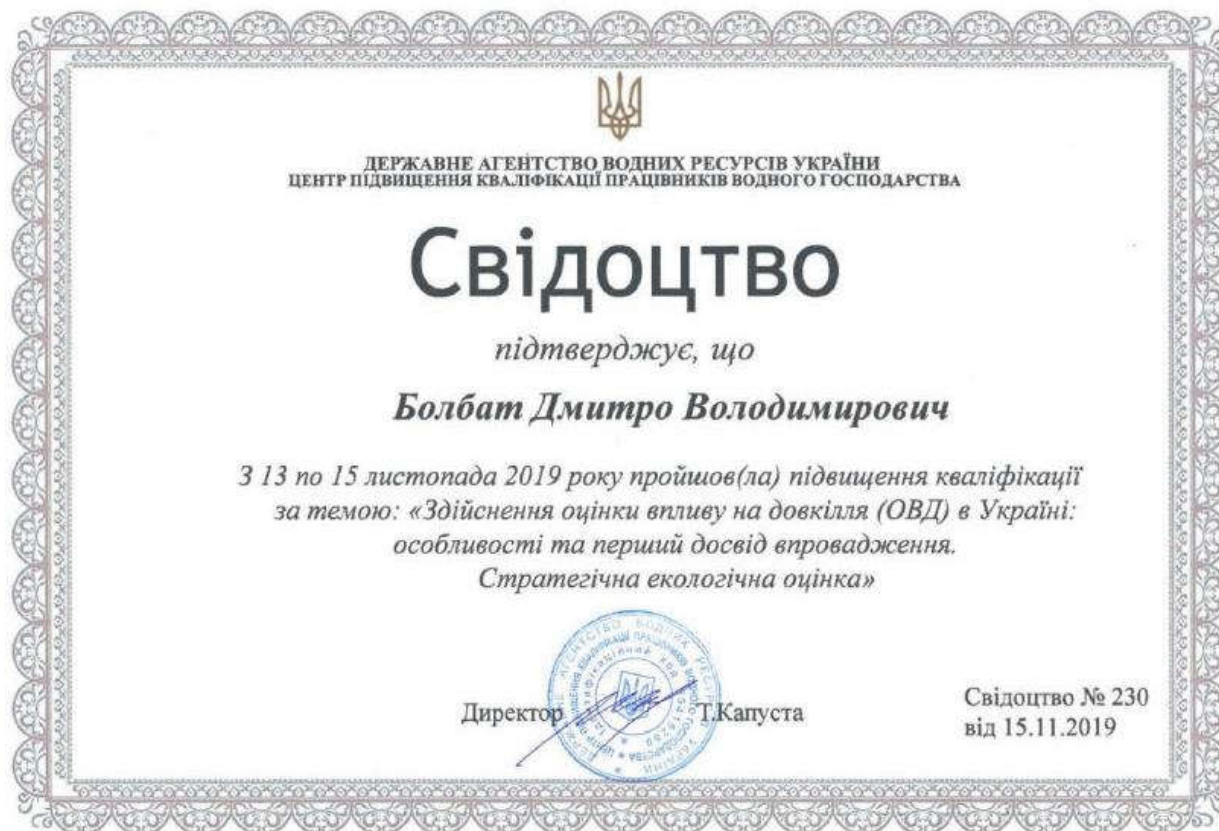 ДЕРЖАВНЕ АГЕНТСТВО ВОДНИХ РЕСУРСІВ УКРАЇНИ
ЦЕНТР ПІДВИЩЕННЯ КВАЛІФІКАЦІЇ ПРАЦІВНИКІВ ВОДНОГО ГОСПОДАРСТВА
Свідоцтво
підтверджує, що
Болбат Дмитро Володимирович
З 13 по 15 листопада 2019 року пройшов(ла) підвищення кваліфікації
за темою: «Здійснення оцінки впливу на довкілля (ОВД) в Україні:
особливості та перший досвід впровадження.
Стратегічна екологічна оцінка»
Директор
Т.Капуста
Свідоцтво № 230
від 15.11.2019